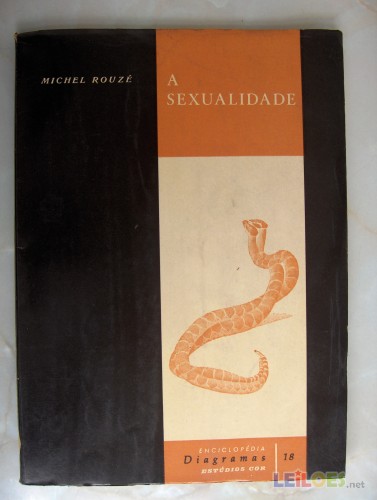 MICHEL ROUZÉ
A
SEXUALIDADE
ENCICLOPÉDIA
Diagramas
ESTÚDIOS COR
18
LEILOES.net